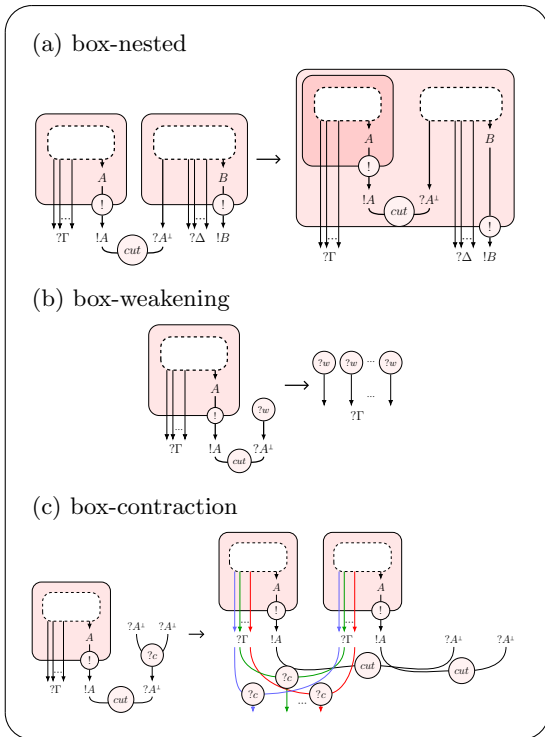 (a) box-nested
A B A B
! ! ! !
... ... ... ...
?Γ !A ?A⊥ ?Δ !B !A ?A⊥
cut cut
?Γ ?Δ !B
(b) box-weakening
A ?w ?w ... ?w
! ?w ...
... ?Γ
?Γ !A ?A⊥
cut
(c) box-contraction
A A
! ! 
... ...
A ?A⊥ ?A⊥ ?Γ !A ?Γ !A ?A⊥ ?A⊥
! ?c cut cut
... ?c
?Γ !A ?A⊥ ?c ?c
cut ...